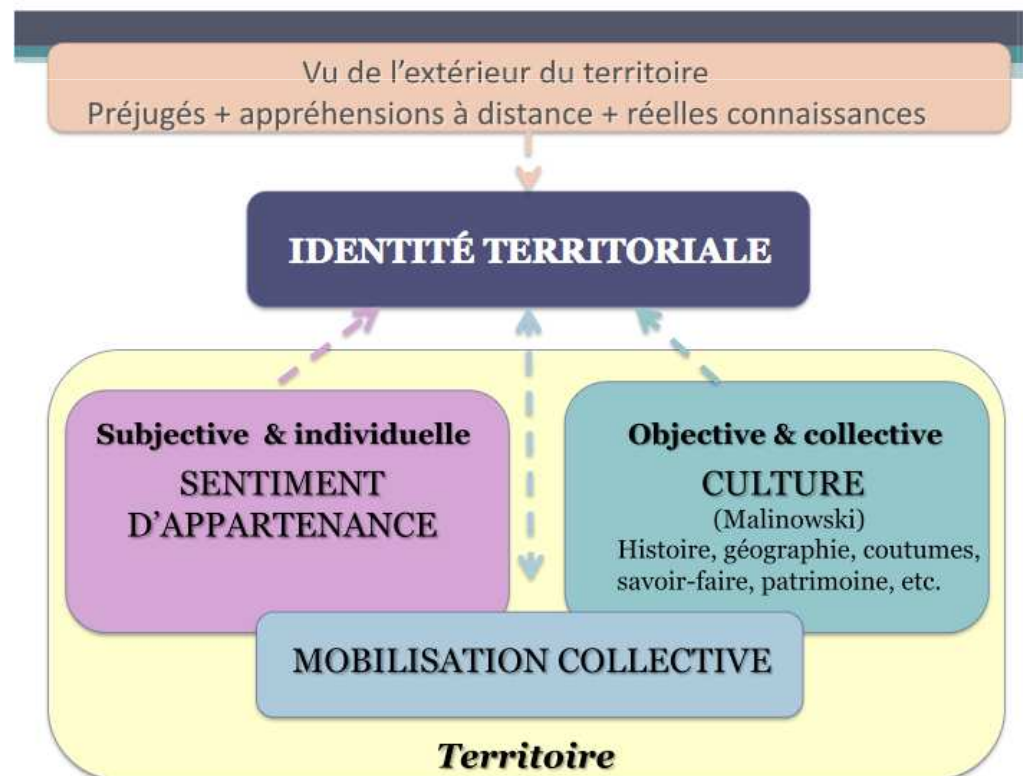 Vu de l’extérieur du territoire
Préjugés + appréhensions à distance + réelles connaissances
IDENTITÉ TERRITORIALE
Subjective & individuelle
SENTIMENT
D’APPARTENANCE
Objective & collective
CULTURE
(Malinowski)
Histoire, géographie, coutumes,
savoir-faire, patrimoine, etc.
MOBILISATION COLLECTIVE
Territoire